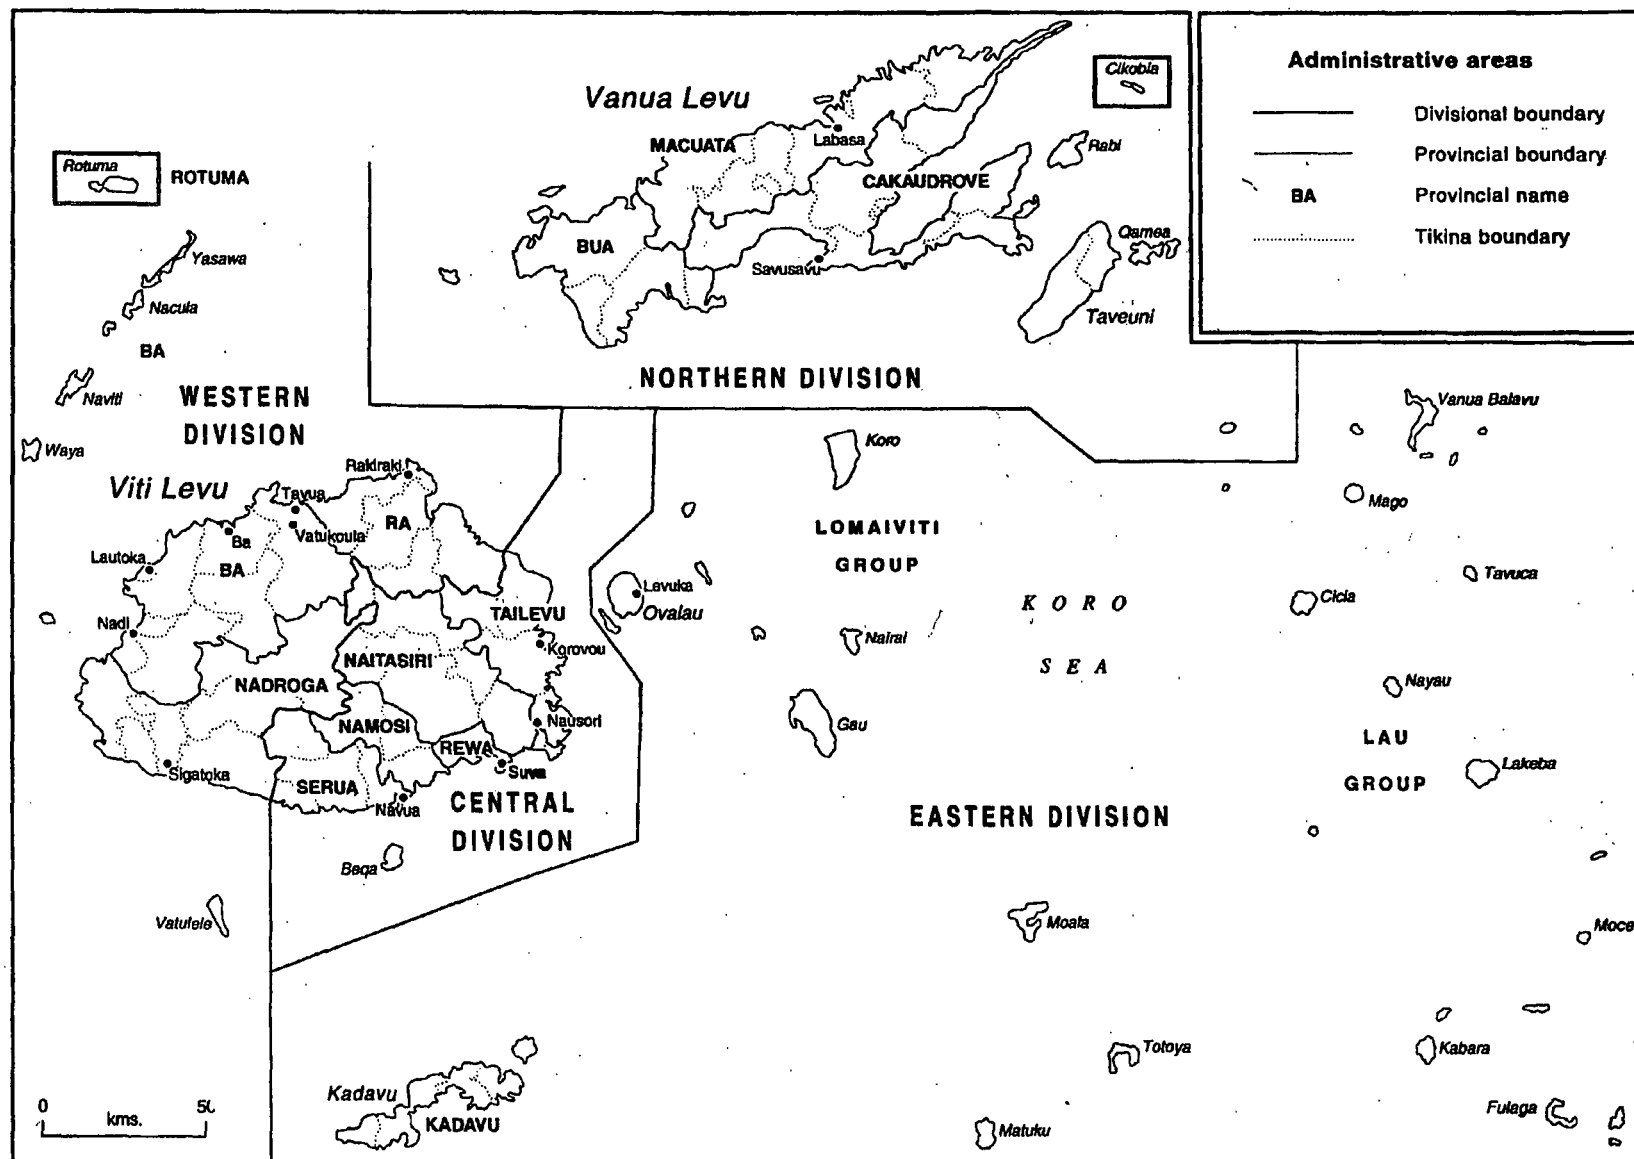 Administrative areas
Divisional boundary
Provincial boundary
BA
Provincial name
Tikina boundary
Vanua Levu
Cikobia
Labasa
MACUATA
Rabi
Rotuma
ROTUMA
CAKAUDROVE
Qamea
BUA
Yasawa
Savusavu
Nacula
Taveuni
BA
NORTHERN DIVISION
Naviti
WESTERN
DIVISION
Vanua Balavu
Waya
Koro
Rakiraki
Viti Levu
Tavua
Mago
RA
LOMAIVITI
GROUP
Ba
Vatukoula
Lautoka
BA
Tavuca
Levuka
Ovalau
KORO
SEA
Cicia
TAILEVU
Nadi
Korovou
Nairai
NAITASIRI
NADROGA
Nayau
Gau
Nausori
NAMOSI
REWA
LAU
GROUP
Sigatoka
Suva
Lakeba
SERUA
Navua
CENTRAL
DIVISION
EASTERN DIVISION
Beqa
Vatulele
Moala
Moce
Totoya
Kabara
Kadavu
KADAVU
Fulaga
Matuku
0
kms.